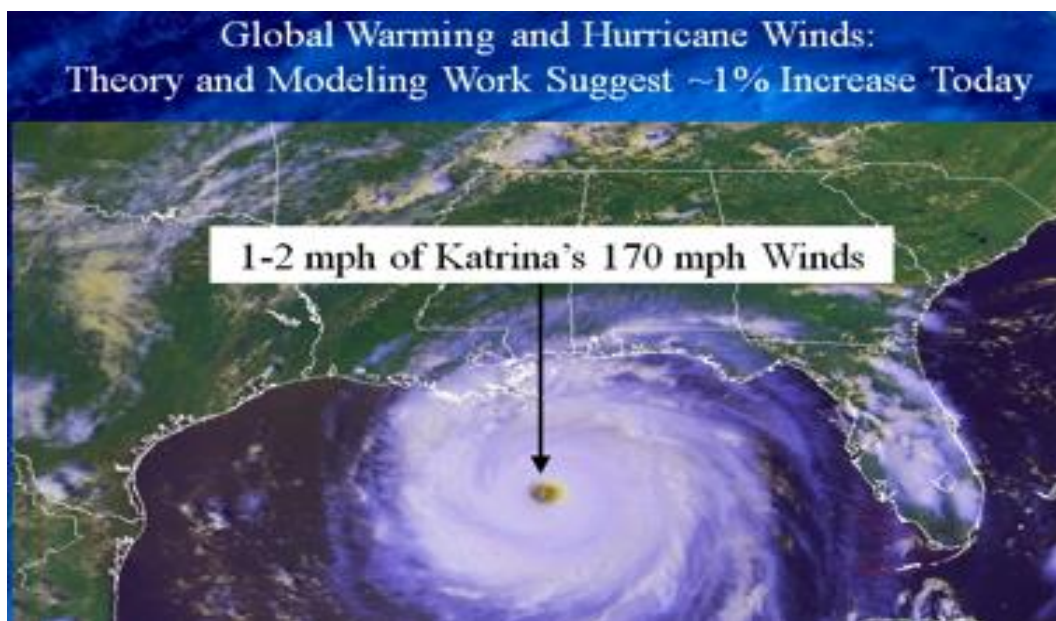 Global Warming and Hurricane Winds:
Theory and Modeling Work Suggest ~1% Increase Today
1-2 mph of Katrina's 170 mph Winds